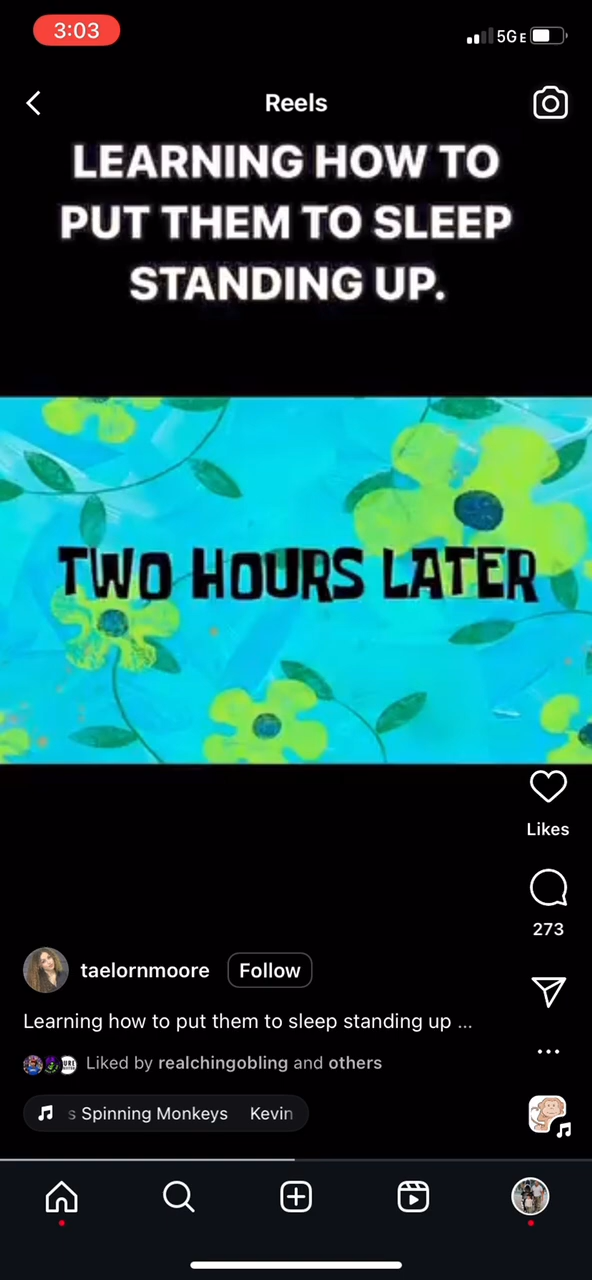 3:03
5GE
Reels
LEARNING HOW TO
PUT THEM TO SLEEP
STANDING UP.
TWO HOURS LATER
Likes
273
taelornmoore
Follow
Learning how to put them to sleep standing up ...
Liked by realchingobling and others
s Spinning Monkeys Kevin